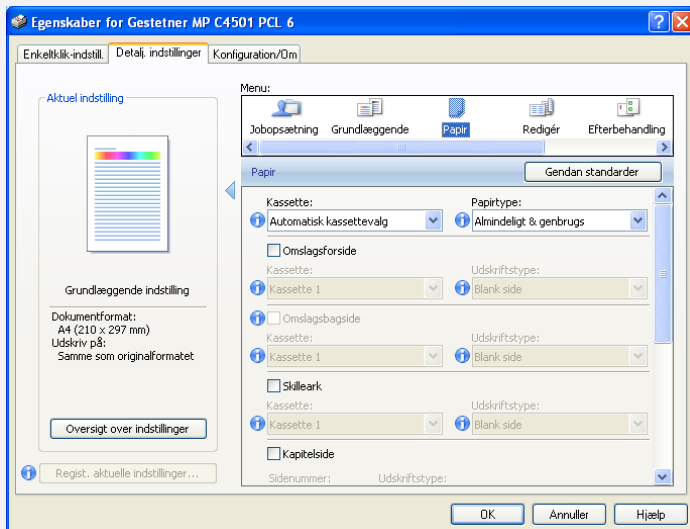 Egenskaber for Gestetner MP C4501 PCL 6
Enkeltklik-indstill. Detalj. indstillinger Konfiguration/Om
Aktuel indstilling
Grundlæggende indstilling
Dokumentformat:
A4 (210 x 297 mm)
Udskriv på:
Samme som originalformatet
Oversigt over indstillinger
Regist. aktuelle indstillinger...
Menu:
Jobopsætning Grundlæggende Papir Redigér Efterbehandling
Papir Gendan standarder
Kassette: Papirtype:
Automatisk kassettevalg Almindeligt & genbrugs
Omslagsforside
Kassette: Udskriftstype:
Kassette 1 Blank side
Omslagsbagside
Kassette: Udskriftstype:
Kassette 1 Blank side
Skilleark
Kassette: Udskriftstype:
Kassette 1 Blank side
Kapitelside
Sidenummer: Udskriftstype:
OK Annuller Hjælp